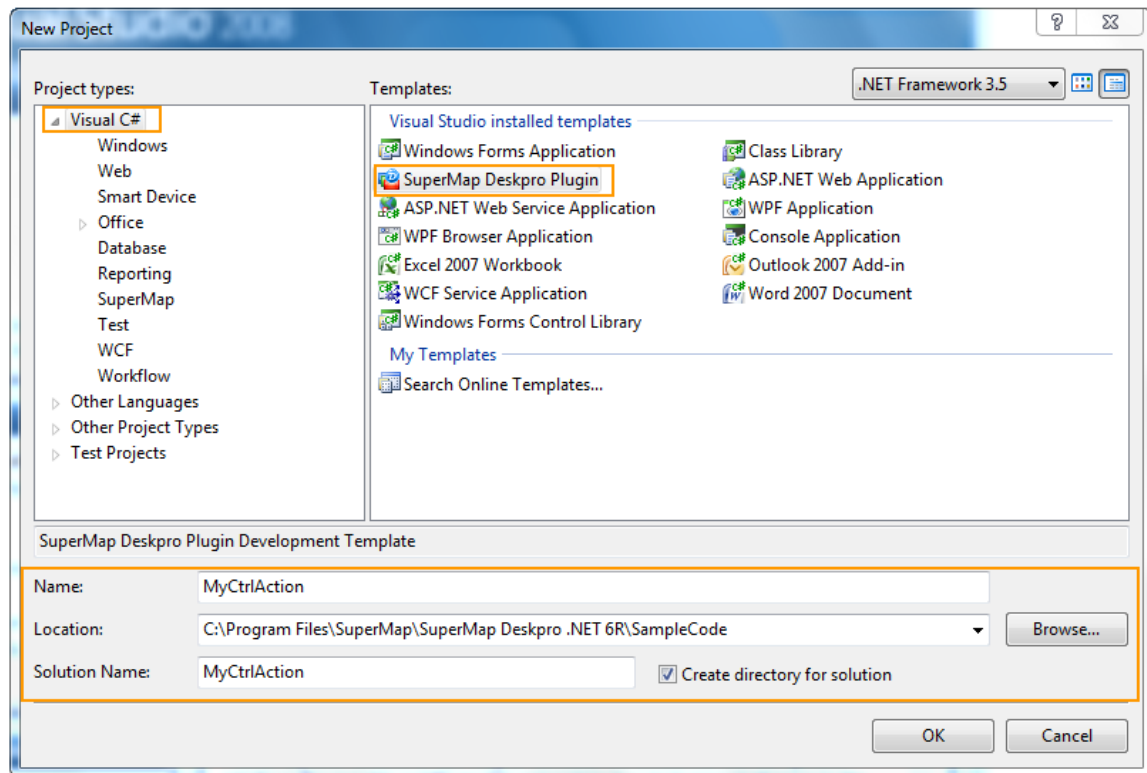 Studio 2008
New Project
Project types:
Templates:
.NET Framework 3.5
Visual C#
Windows
Web
Smart Device
Office
Database
Reporting
SuperMap
Test
WCF
Workflow
Other Languages
Other Project Types
Test Projects
Visual Studio installed templates
Windows Forms Application
Class Library
SuperMap Deskpro Plugin
ASP.NET Web Application
ASP.NET Web Service Application
WPF Application
WPF Browser Application
Console Application
Excel 2007 Workbook
Outlook 2007 Add-in
WCF Service Application
Word 2007 Document
Windows Forms Control Library
My Templates
Search Online Templates...
SuperMap Deskpro Plugin Development Template
Name:
MyCtrlAction
Location:
C:\Program Files\SuperMap\SuperMap Deskpro .NET 6R\SampleCode
Browse...
Solution Name:
MyCtrlAction
Create directory for solution
OK
Cancel